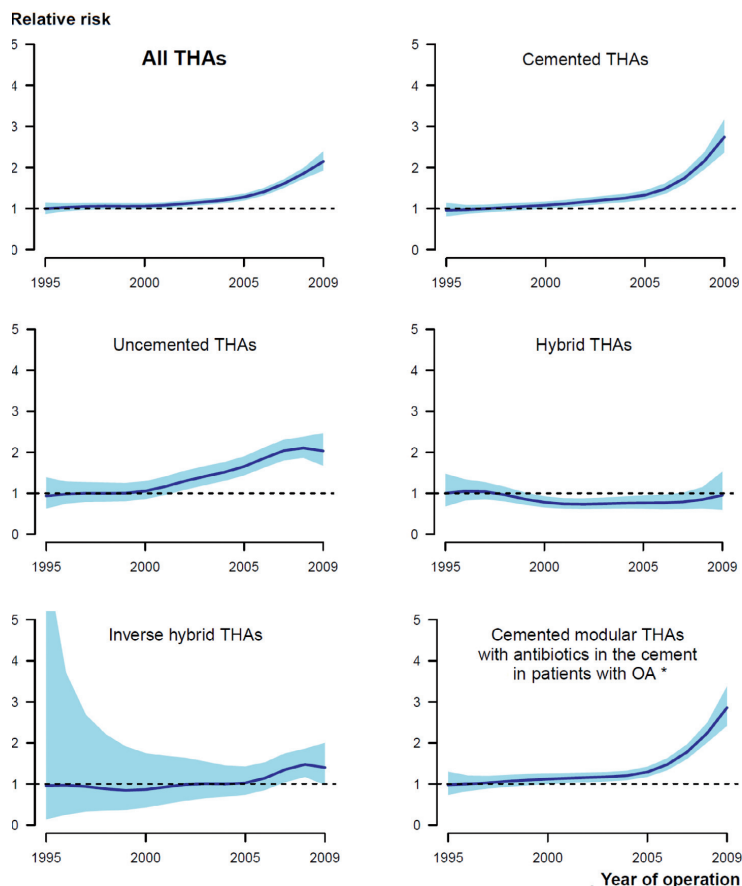 Relative risk
All THAs
5
4
3
2
1
0
1995 2000 2005 2009
Cemented THAs
5
4
3
2
1
0
1995 2000 2005 2009
Uncemented THAs
5
4
3
2
1
0
1995 2000 2005 2009
Hybrid THAs
5
4
3
2
1
0
1995 2000 2005 2009
Inverse hybrid THAs
5
4
3
2
1
0
1995 2000 2005 2009
Cemented modular THAs
with antibiotics in the cement
in patients with OA *
5
4
3
2
1
0
1995 2000 2005 2009
Year of operation